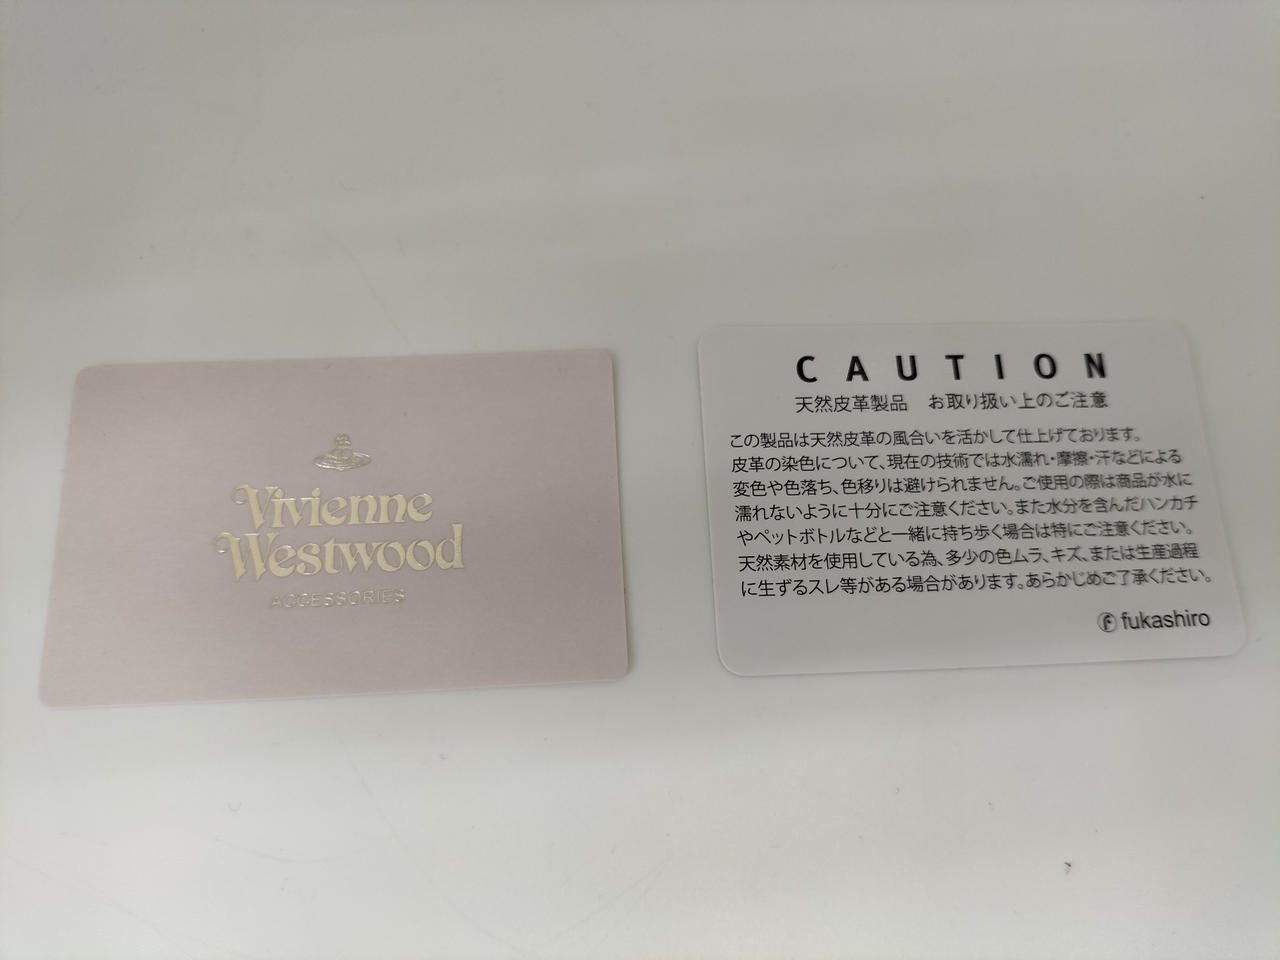 Vivienne
Westwood
ACCESSORIES
CAUTION
天然皮革製品　お取り扱い上のご注意
この製品は天然皮革の風合いを活かして仕上げております。
皮革の染色について、現在の技術では水濡れ・摩擦・汗などによる
変色や色落ち、色移りは避けられません。ご使用の際は商品が水に
濡れないように十分にご注意ください。また水分を含んだハンカチ
やペットボトルなどと一緒に持ち歩く場合は特にご注意ください。
天然素材を使用している為、多少の色ムラ、キズ、または生産過程
に生ずるスレ等がある場合があります。あらかじめご了承ください。
fukashiro